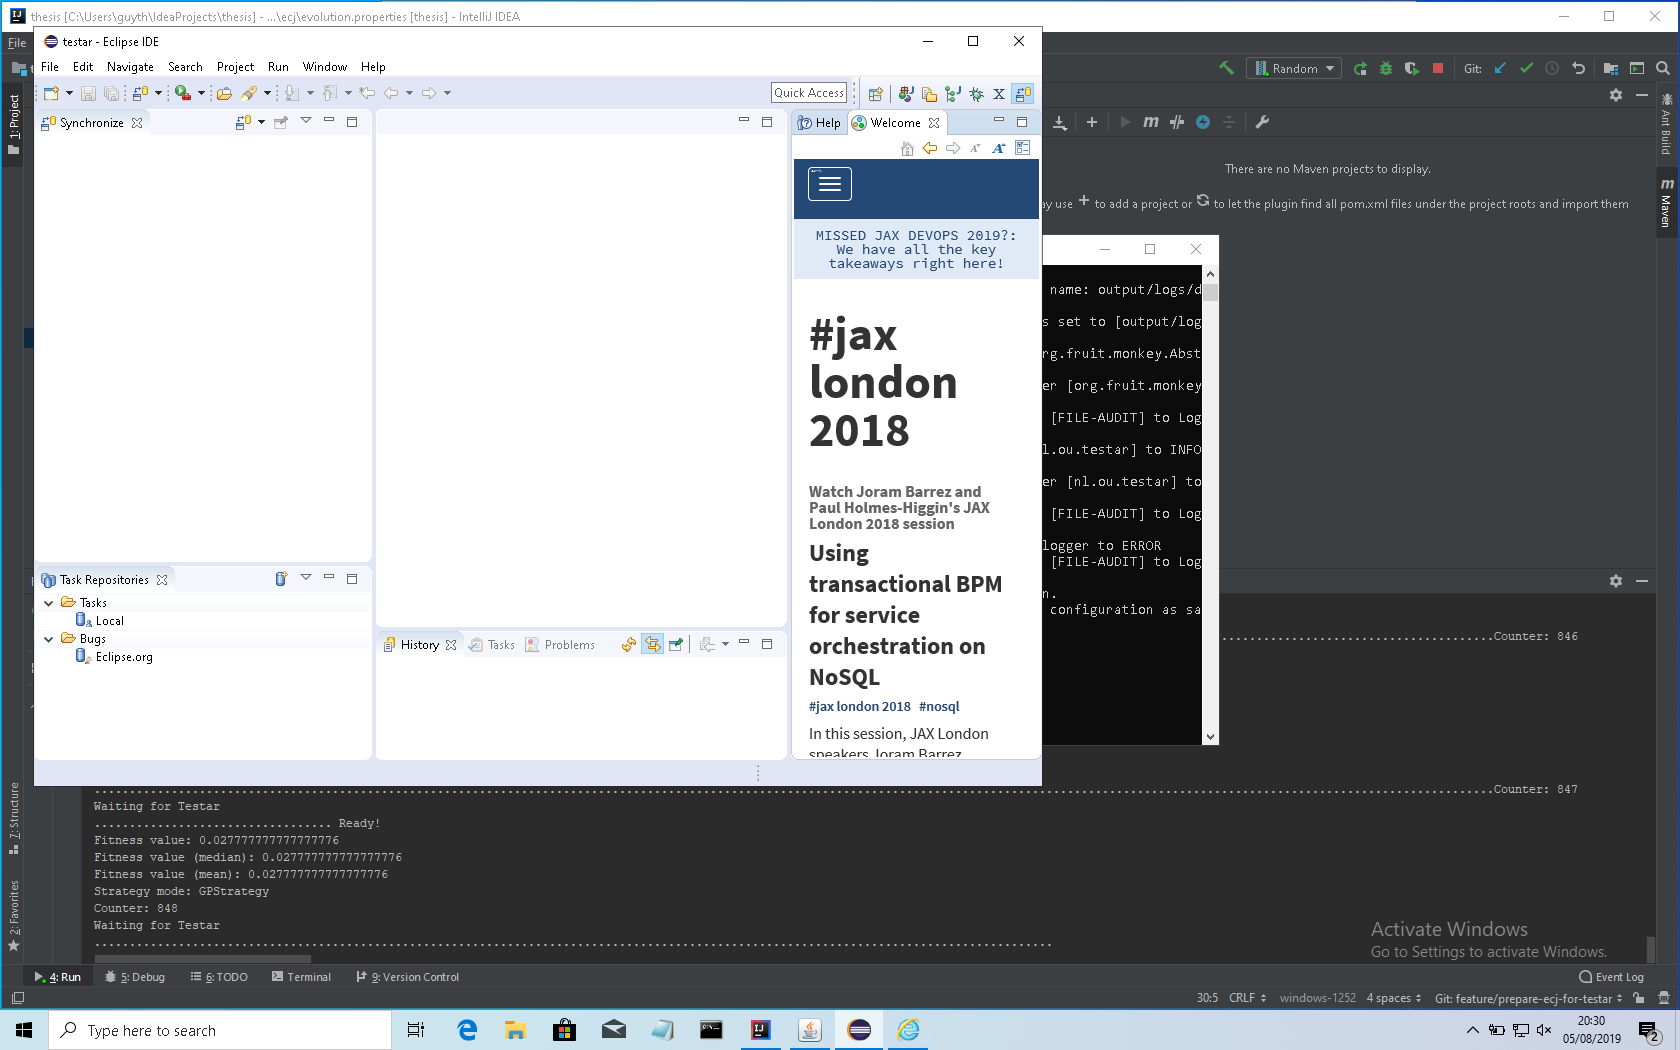 thesis [C:\Users\guyth\IdeaProjects\thesis] - ...\ecj\evolution.properties [thesis] - IntelliJ IDEA
File
testar - Eclipse IDE
File Edit Navigate Search Project Run Window Help
Quick Access
Random
Git:
1: Project
Synchronize
Help
Welcome
MISSED JAX DEVOPS 2019?:
We have all the key
takeaways right here!
#jax
london
2018
Watch Joram Barrez and
Paul Holmes-Higgin's JAX
London 2018 session
Using
transactional BPM
for service
orchestration on
NoSQL
#jax london 2018 #nosql
In this session, JAX London
speakers Joram Barrez
Task Repositories
Tasks
Local
Bugs
Eclipse.org
History
Tasks
Problems
There are no Maven projects to display.
ay use + to add a project or to let the plugin find all pom.xml files under the project roots and import them
Ant Build
m Maven
name: output/logs/d
s set to [output/log
rg.fruit.monkey.Abst
er [org.fruit.monkey
[FILE-AUDIT] to Log
l.ou.testar] to INFO
er [nl.ou.testar] to
[FILE-AUDIT] to Log
logger to ERROR
[FILE-AUDIT] to Log
n.
configuration as sa
Counter: 846
Counter: 847
Waiting for Testar
................................. Ready!
Fitness value: 0.027777777777777776
Fitness value (median): 0.027777777777777776
Fitness value (mean): 0.027777777777777776
Strategy mode: GPStrategy
Counter: 848
Waiting for Testar
7: Structure
2: Favorites
Activate Windows
Go to Settings to activate Windows.
4: Run
5: Debug
6: TODO
Terminal
9: Version Control
Event Log
30:5 CRLF windows-1252 4 spaces Git: feature/prepare-ecj-for-testar
Type here to search
20:30
05/08/2019
2